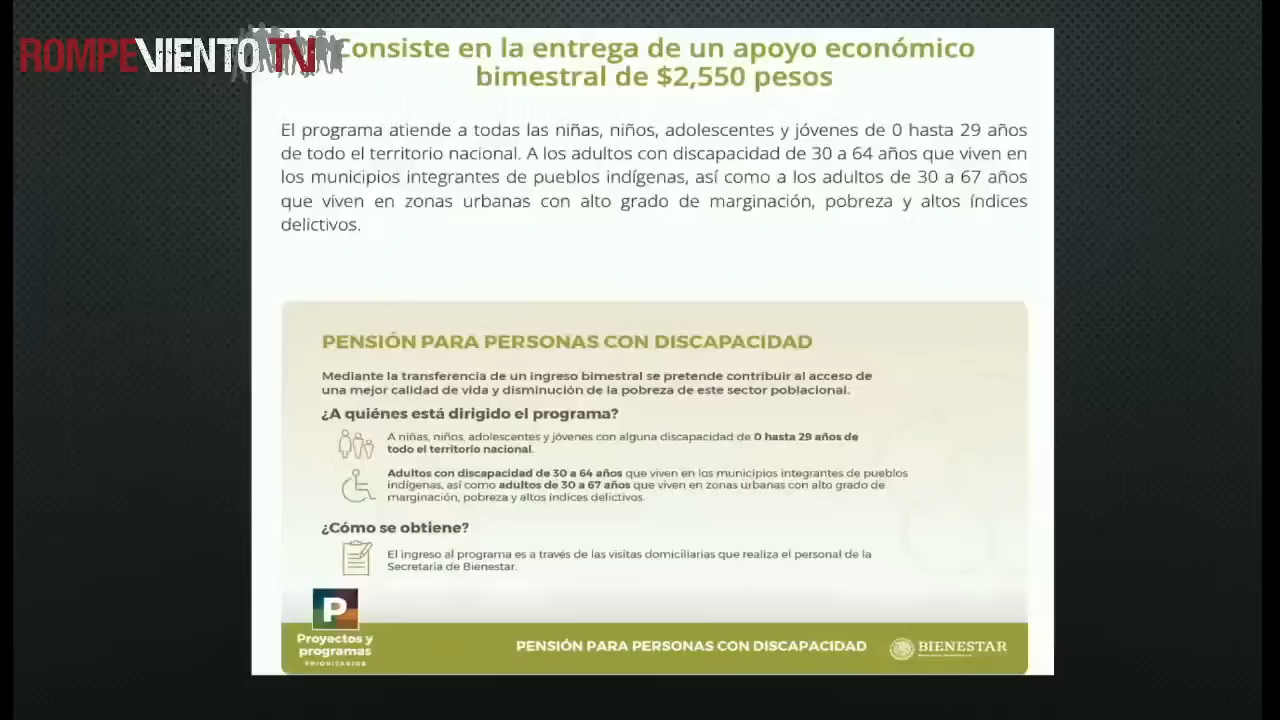 ROMPEVIENTO TV
Consiste en la entrega de un apoyo económico
bimestral de $2,550 pesos
El programa atiende a todas las niñas, niños, adolescentes y jóvenes de 0 hasta 29 años
de todo el territorio nacional. A los adultos con discapacidad de 30 a 64 años que viven en
los municipios integrantes de pueblos indígenas, así como a los adultos de 30 a 67 años
que viven en zonas urbanas con alto grado de marginación, pobreza y altos índices
delictivos.
PENSIÓN PARA PERSONAS CON DISCAPACIDAD
Mediante la transferencia de un ingreso bimestral se pretende contribuir al acceso de
una mejor calidad de vida y disminución de la pobreza de este sector poblacional.
¿A quiénes está dirigido el programa?
A niñas, niños, adolescentes y jóvenes con alguna discapacidad de 0 hasta 29 años de
todo el territorio nacional.
Adultos con discapacidad de 30 a 64 años que viven en los municipios integrantes de pueblos
indígenas, así como adultos de 30 a 67 años que viven en zonas urbanas con alto grado de
marginación, pobreza y altos índices delictivos.
¿Cómo se obtiene?
El ingreso al programa es a través de las visitas domiciliarias que realiza el personal de la
Secretaría de Bienestar.
P
Proyectos y
programas
PRIORITARIOS
PENSIÓN PARA PERSONAS CON DISCAPACIDAD
BIENESTAR